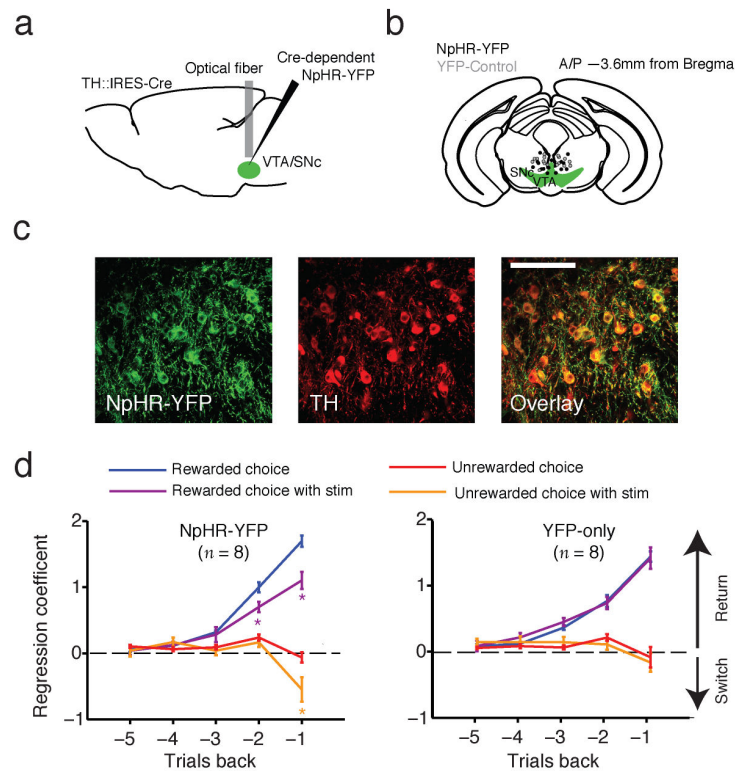 a
TH::IRES-Cre
Optical fiber
Cre-dependent
NpHR-YFP
VTA/SNc
b
NpHR-YFP
YFP-Control
A/P —3.6mm from Bregma
SNc
VTA
c
NpHR-YFP
TH
Overlay
d
Rewarded choice
Rewarded choice with stim
Unrewarded choice
Unrewarded choice with stim
NpHR-YFP
(n = 8)
Regression coefficent
2
1
0
−1
−5 −4 −3 −2 −1
Trials back
* * *
YFP-only
(n = 8)
2
1
0
−1
−5 −4 −3 −2 −1
Trials back
Return
Switch